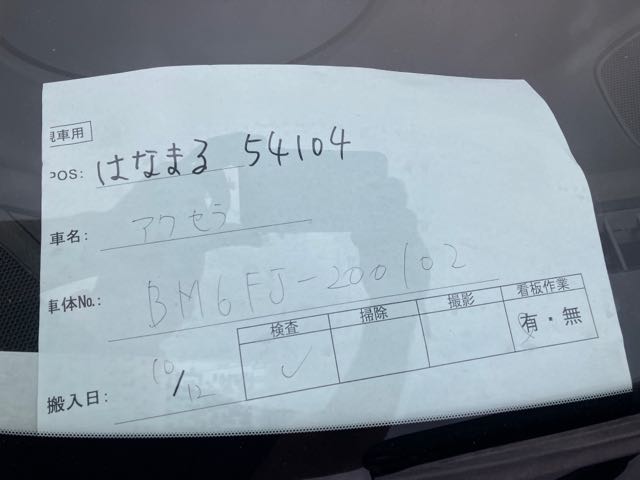 現車用
POS: はなまる 54104
車名: アクセラ
車体No.: BM6FJ-200102
検査 掃除 撮影 看板作業
✓ 有・無
搬入日: 10/12